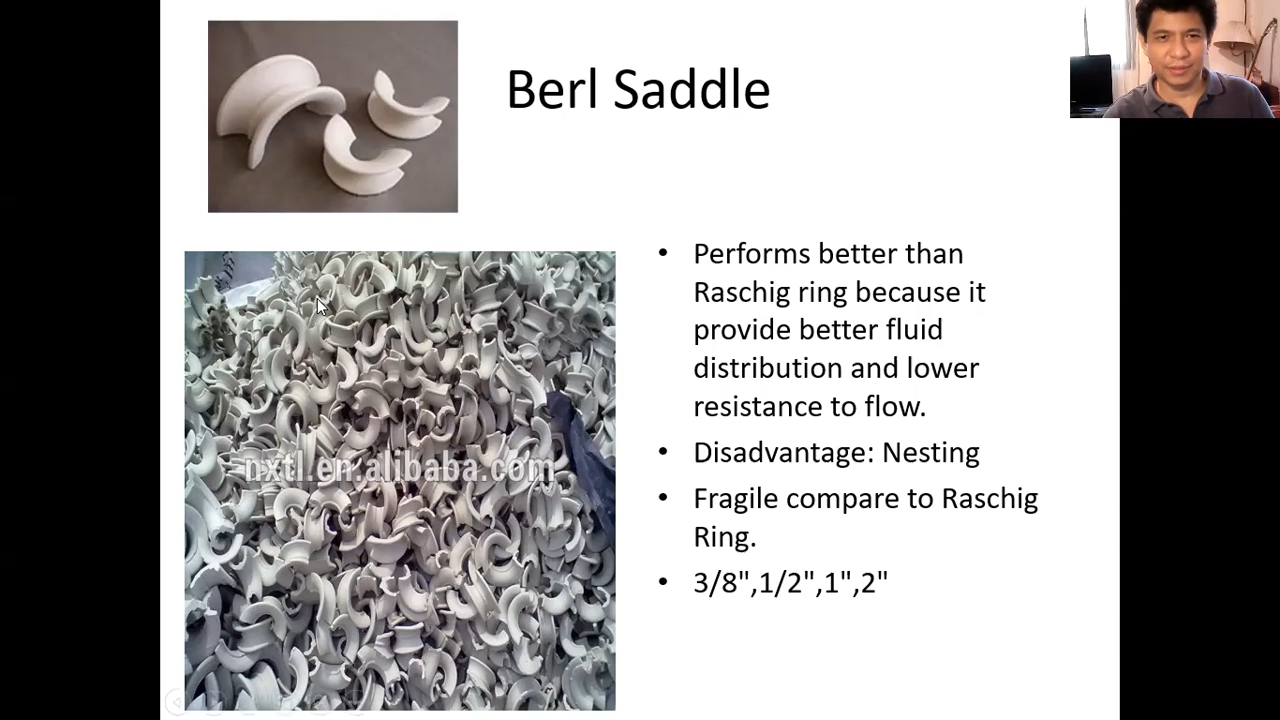 Berl Saddle
• Performs better than
Raschig ring because it
provide better fluid
distribution and lower
resistance to flow.
• Disadvantage: Nesting
• Fragile compare to Raschig
Ring.
• 3/8",1/2",1",2"
nxtl.en.alibaba.com